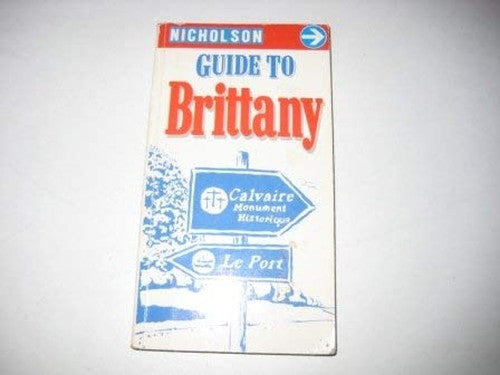 NICHOLSON
GUIDE TO
Brittany
Calvaire
Monument
Historique
Le Port